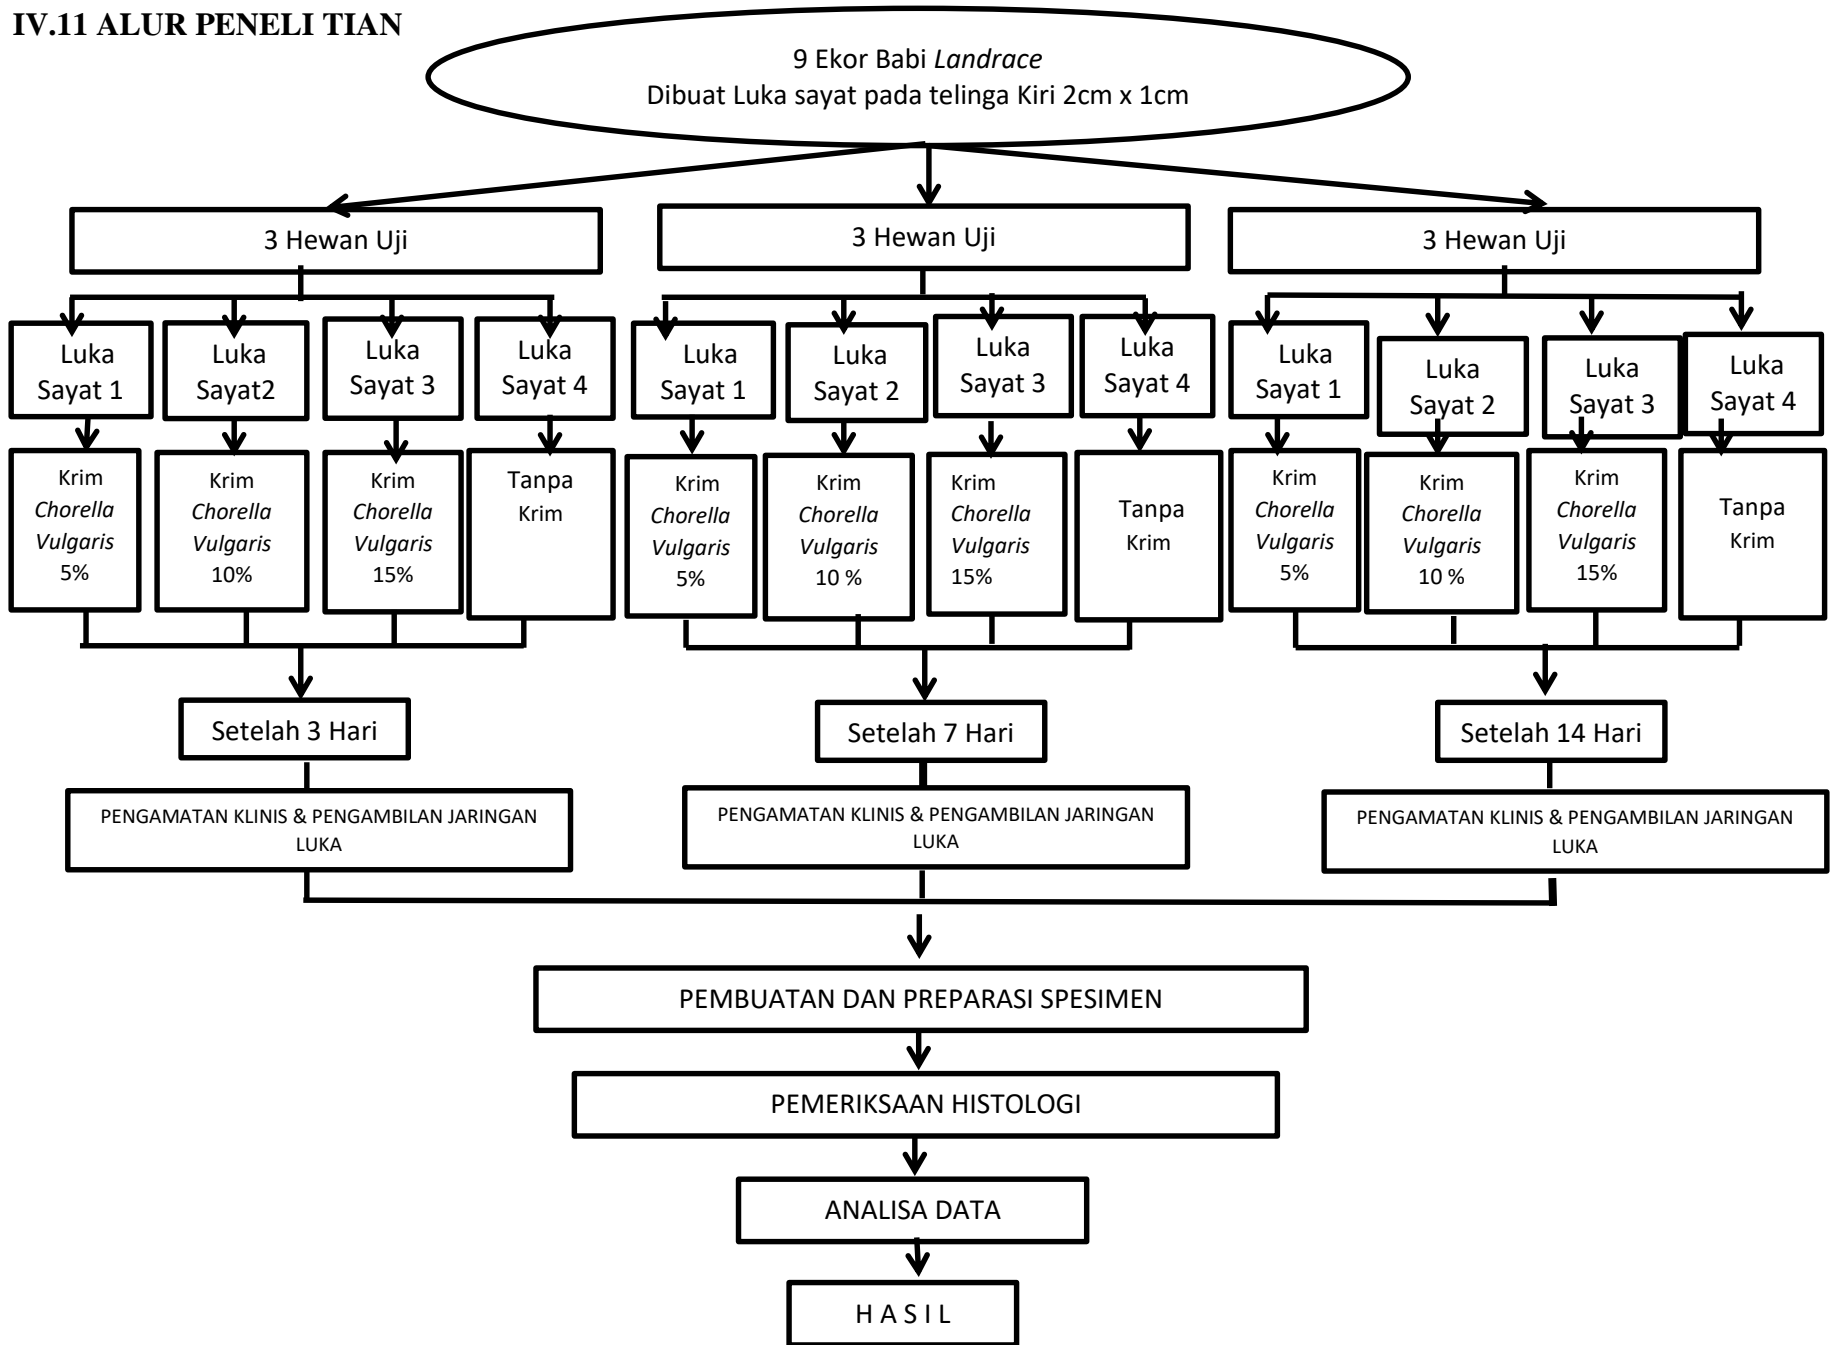 IV.11 ALUR PENELI TIAN
9 Ekor Babi Landrace
Dibuat Luka sayat pada telinga Kiri 2cm x 1cm
3 Hewan Uji
3 Hewan Uji
3 Hewan Uji
Luka
Sayat 1
Luka
Sayat2
Luka
Sayat 3
Luka
Sayat 4
Luka
Sayat 1
Luka
Sayat 2
Luka
Sayat 3
Luka
Sayat 4
Luka
Sayat 1
Luka
Sayat 2
Luka
Sayat 3
Luka
Sayat 4
Krim
Chorella
Vulgaris
5%
Krim
Chorella
Vulgaris
10%
Krim
Chorella
Vulgaris
15%
Tanpa
Krim
Krim
Chorella
Vulgaris
5%
Krim
Chorella
Vulgaris
10 %
Krim
Chorella
Vulgaris
15%
Tanpa
Krim
Krim
Chorella
Vulgaris
5%
Krim
Chorella
Vulgaris
10 %
Krim
Chorella
Vulgaris
15%
Tanpa
Krim
Setelah 3 Hari
Setelah 7 Hari
Setelah 14 Hari
PENGAMATAN KLINIS & PENGAMBILAN JARINGAN
LUKA
PENGAMATAN KLINIS & PENGAMBILAN JARINGAN
LUKA
PENGAMATAN KLINIS & PENGAMBILAN JARINGAN
LUKA
PEMBUATAN DAN PREPARASI SPESIMEN
PEMERIKSAAN HISTOLOGI
ANALISA DATA
H A S I L